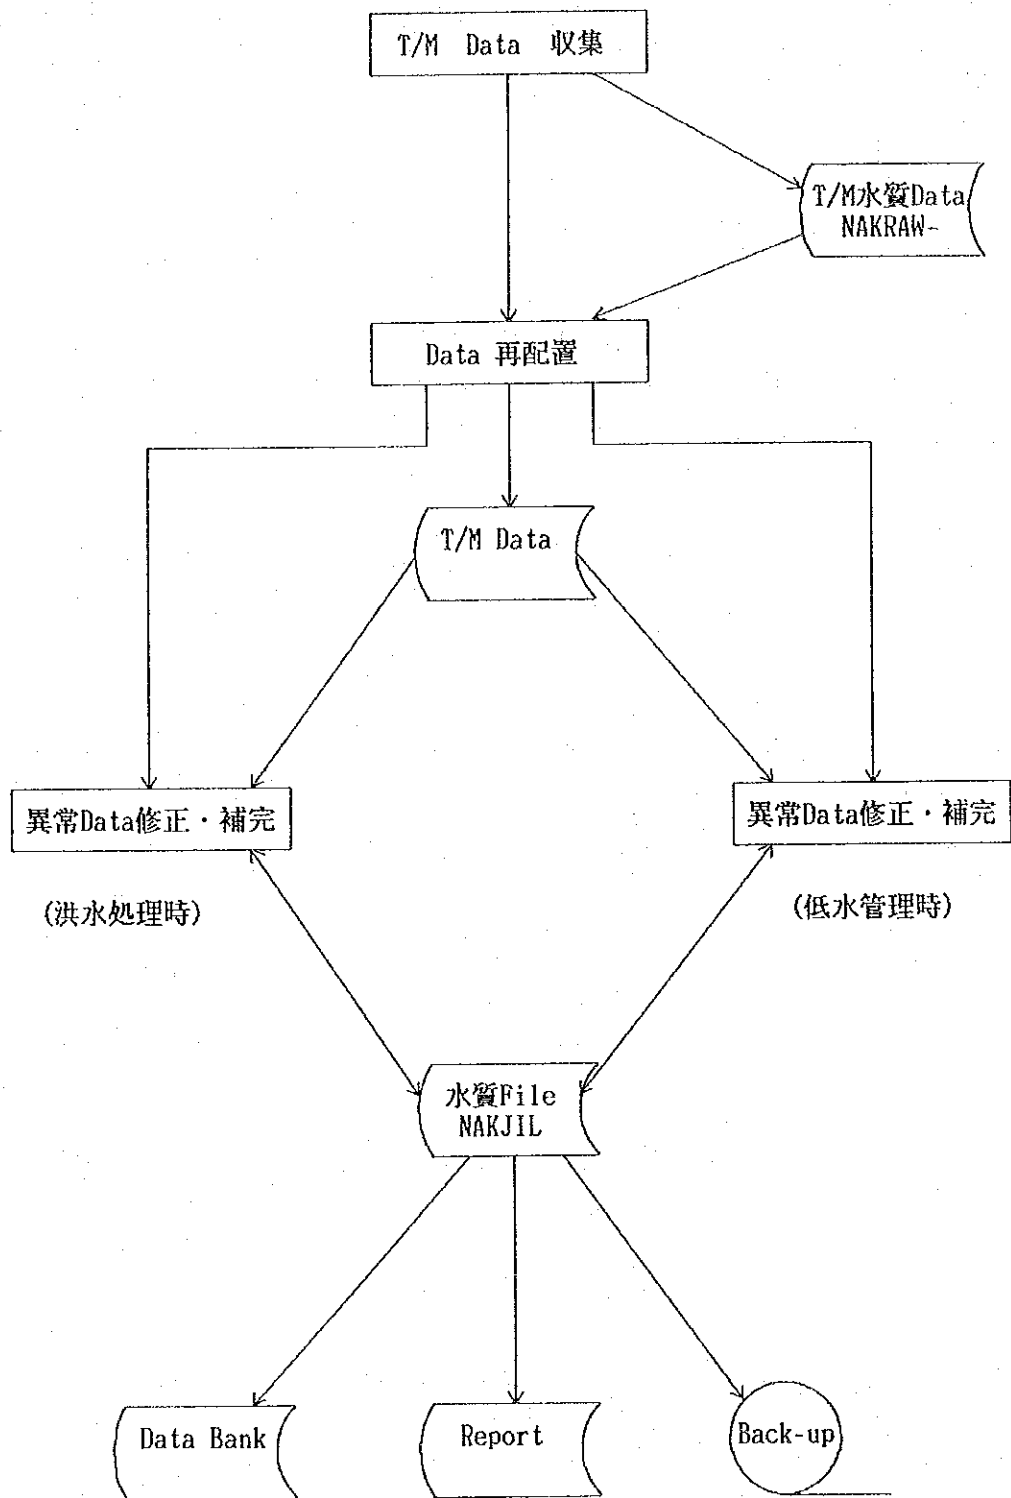 T/M Data 収集
T/M水質Data
NAKRAW-
Data 再配置
T/M Data
異常Data修正・補完
異常Data修正・補完
(洪水処理時)
(低水管理時)
水質File
NAKJIL
Data Bank
Report
Back-up